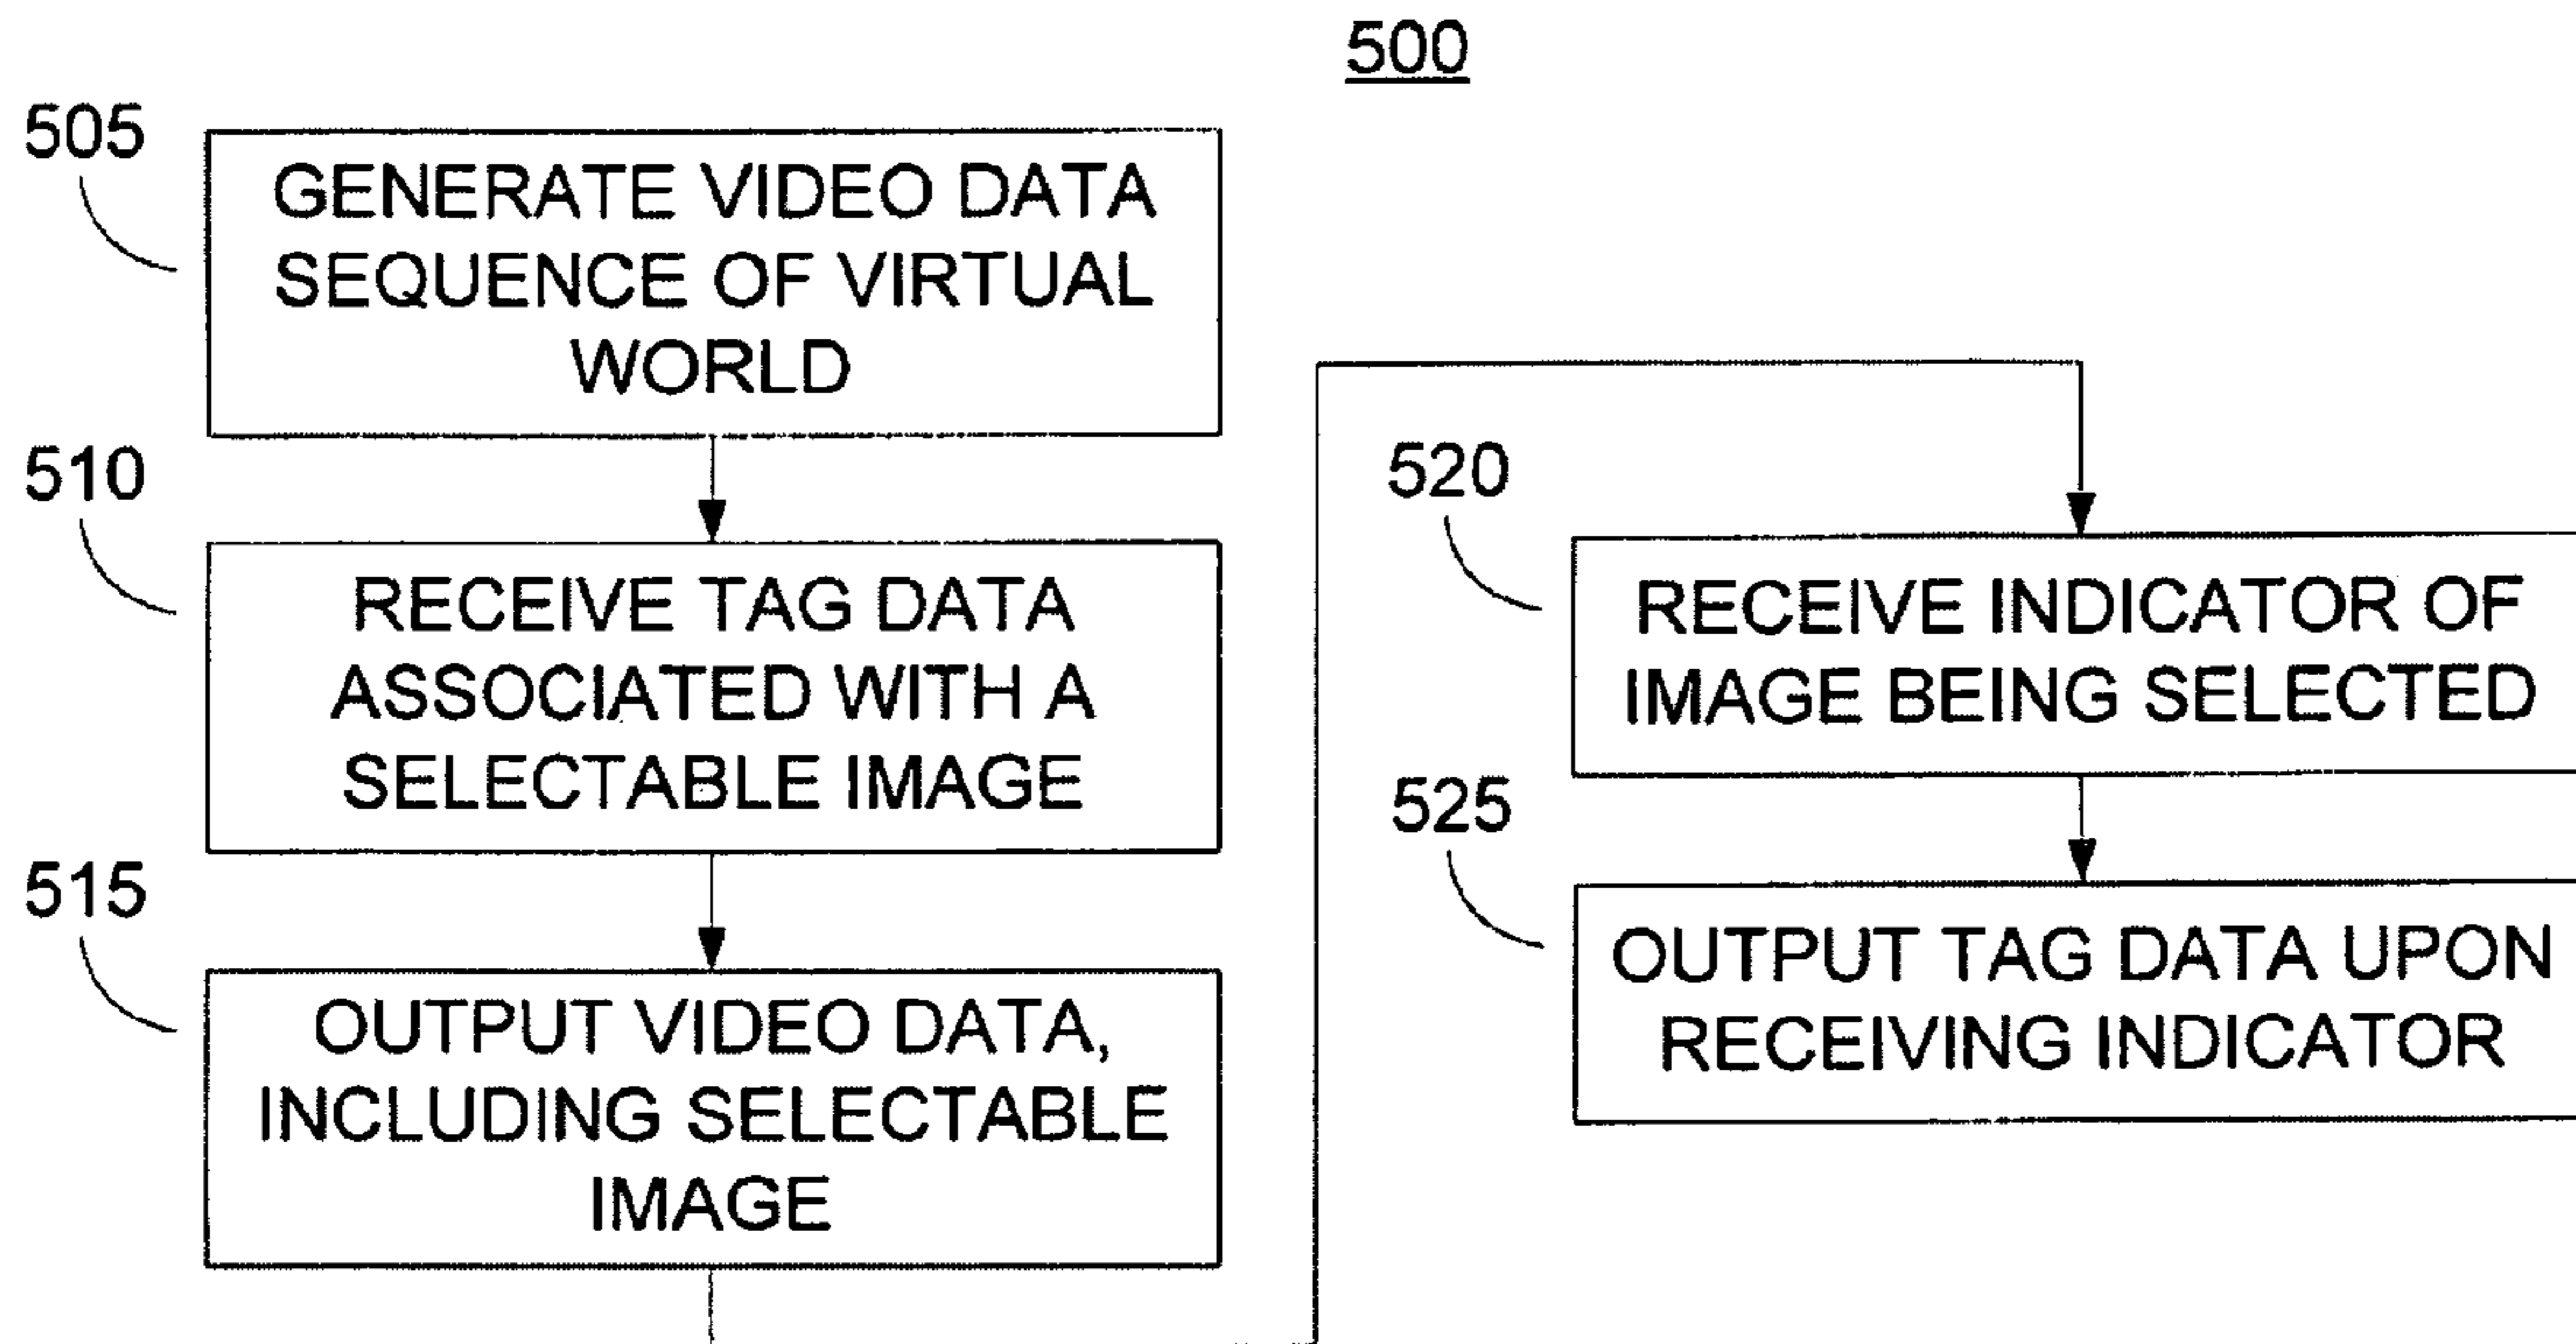 500
505
GENERATE VIDEO DATA
SEQUENCE OF VIRTUAL
WORLD
510
RECEIVE TAG DATA
ASSOCIATED WITH A
SELECTABLE IMAGE
515
OUTPUT VIDEO DATA,
INCLUDING SELECTABLE
IMAGE
520
RECEIVE INDICATOR OF
IMAGE BEING SELECTED
525
OUTPUT TAG DATA UPON
RECEIVING INDICATOR